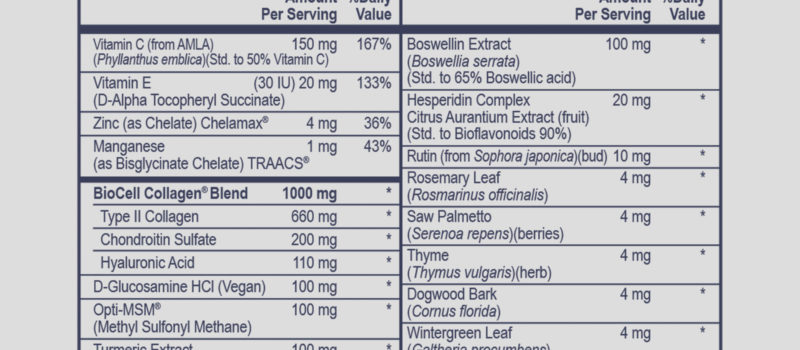 Amount %Daily
Per Serving Value
Vitamin C (from AMLA) 150 mg 167%
(Phyllanthus emblica)(Std. to 50% Vitamin C)
Vitamin E (30 IU) 20 mg 133%
(D-Alpha Tocopheryl Succinate)
Zinc (as Chelate) Chelamax® 4 mg 36%
Manganese 1 mg 43%
(as Bisglycinate Chelate) TRAACS®
BioCell Collagen® Blend 1000 mg *
Type II Collagen 660 mg *
Chondroitin Sulfate 200 mg *
Hyaluronic Acid 110 mg *
D-Glucosamine HCl (Vegan) 100 mg *
Opti-MSM® 100 mg *
(Methyl Sulfonyl Methane)
Turmeric Extract 100 mg *
Amount %Daily
Per Serving Value
Boswellin Extract 100 mg *
(Boswellia serrata)
(Std. to 65% Boswellic acid)
Hesperidin Complex 20 mg *
Citrus Aurantium Extract (fruit)
(Std. to Bioflavonoids 90%)
Rutin (from Sophora japonica)(bud) 10 mg *
Rosemary Leaf 4 mg *
(Rosmarinus officinalis)
Saw Palmetto 4 mg *
(Serenoa repens)(berries)
Thyme 4 mg *
(Thymus vulgaris)(herb)
Dogwood Bark 4 mg *
(Cornus florida)
Wintergreen Leaf 4 mg *
(Galtheria procumbens)